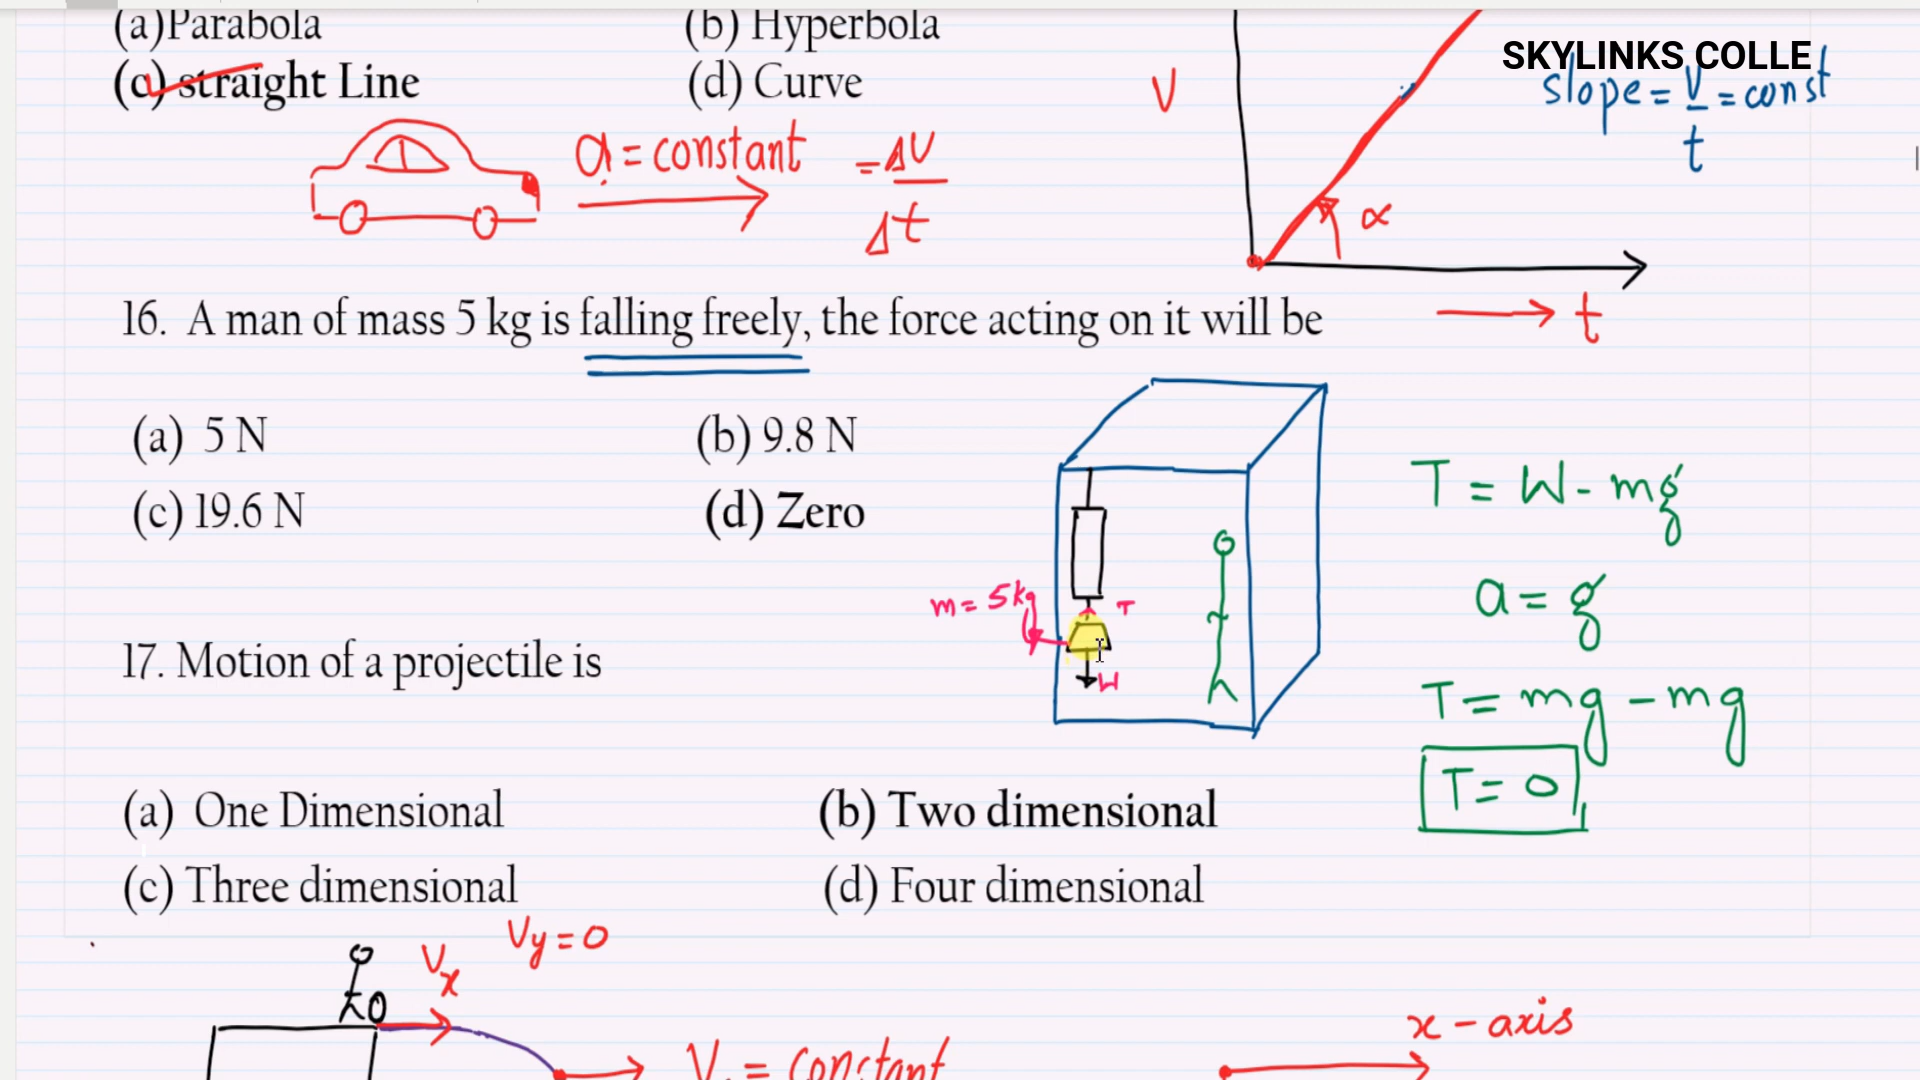 (a)Parabola (b) Hyperbola
SKYLINKS COLLE
(c) straight Line (d) Curve
V
slope = V/t = const
a = constant = ΔV/Δt
α
16. A man of mass 5 kg is falling freely, the force acting on it will be
t
(a) 5 N (b) 9.8 N
T = W - mg
(c) 19.6 N (d) Zero
m = 5kg
T
a = g
17. Motion of a projectile is
W
T = mg - mg
T = 0
(a) One Dimensional (b) Two dimensional
(c) Three dimensional (d) Four dimensional
Vx
Vy = 0
x - axis
= constant